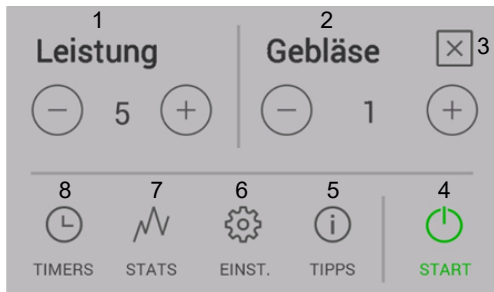 1 2
Leistung Gebläse 3
5 1
8 7 6 5 4
TIMERS STATS EINST. TIPPS START